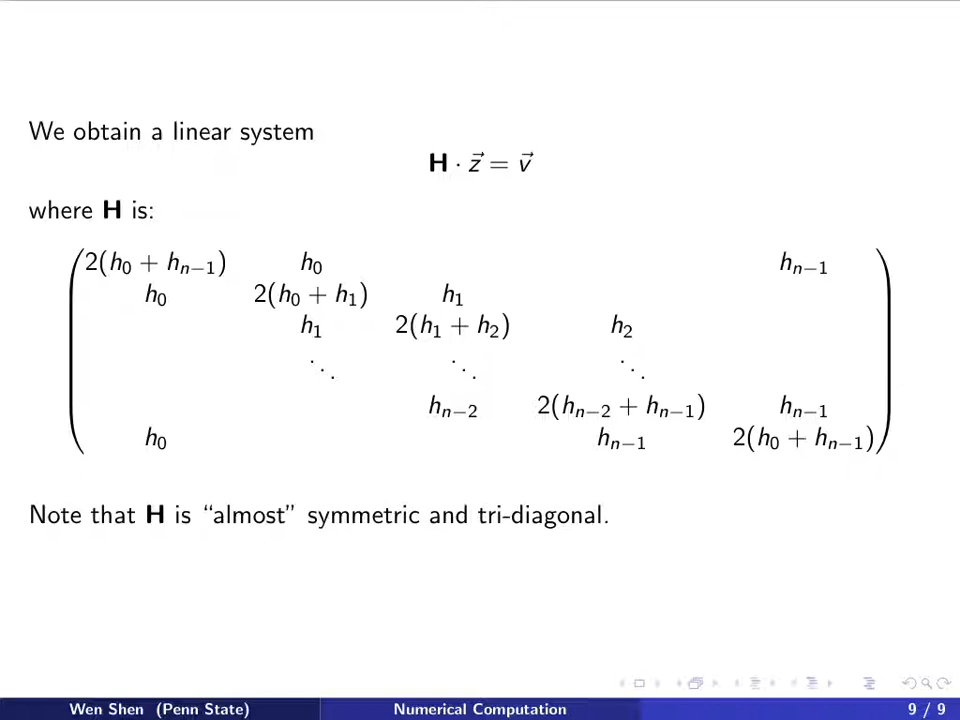 We obtain a linear system
H · z⃗ = v⃗
where H is:
2(h₀ + hₙ₋₁) h₀ hₙ₋₁
h₀ 2(h₀ + h₁) h₁
h₁ 2(h₁ + h₂) h₂
⋱ ⋱ ⋱
hₙ₋₂ 2(hₙ₋₂ + hₙ₋₁) hₙ₋₁
h₀ hₙ₋₁ 2(h₀ + hₙ₋₁)
Note that H is “almost” symmetric and tri-diagonal.
Wen Shen (Penn State) Numerical Computation 9 / 9